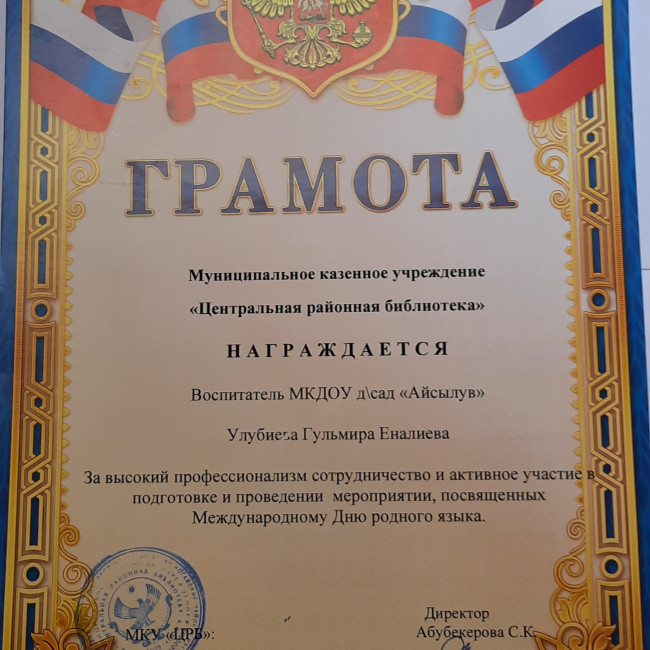 ГРАМОТА
Муниципальное казенное учреждение
«Центральная районная библиотека»
НАГРАЖДАЕТСЯ
Воспитатель МКДОУ д\сад «Айсылув»
Улубиева Гульмира Еналиева
За высокий профессионализм сотрудничество и активное участие в
подготовке и проведении мероприятии, посвященных
Международному Дню родного языка.
Директор
МКУ «ЦРБ»: Абубекерова С.К.